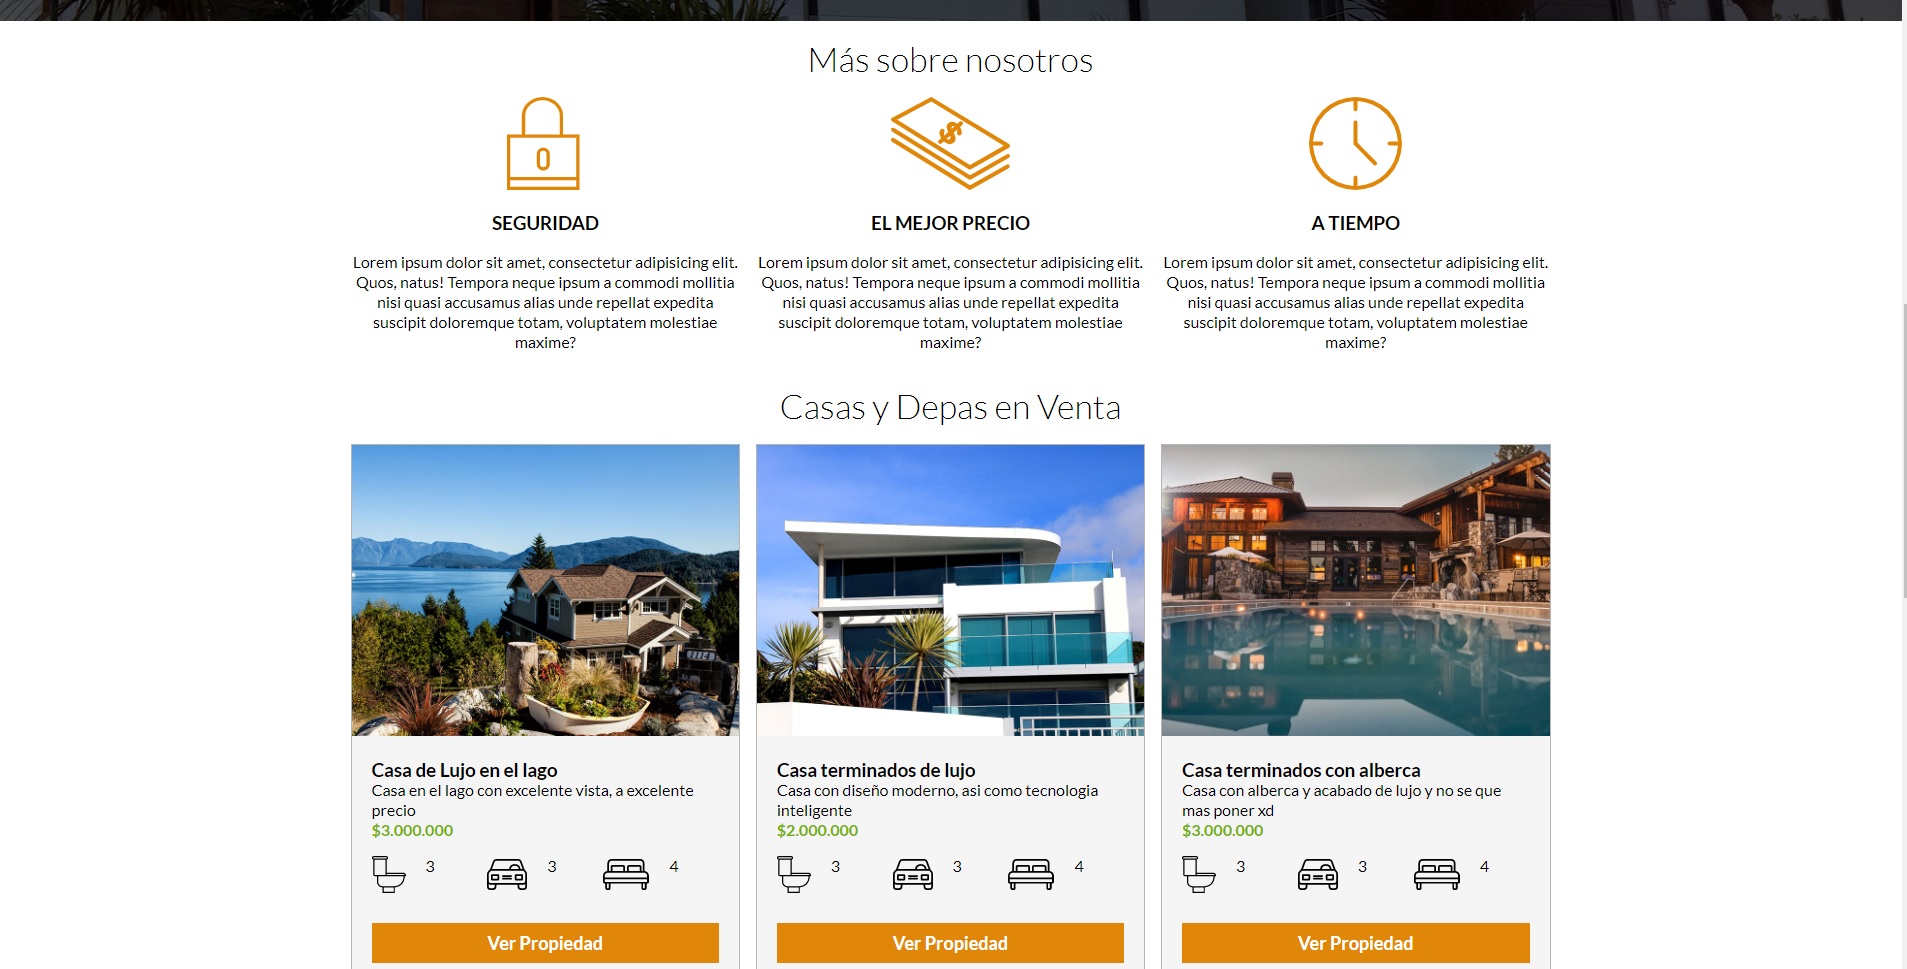 Más sobre nosotros
SEGURIDAD
Lorem ipsum dolor sit amet, consectetur adipisicing elit.
Quos, natus! Tempora neque ipsum a commodi mollitia
nisi quasi accusamus alias unde repellat expedita
suscipit doloremque totam, voluptatem molestiae
maxime?
EL MEJOR PRECIO
Lorem ipsum dolor sit amet, consectetur adipisicing elit.
Quos, natus! Tempora neque ipsum a commodi mollitia
nisi quasi accusamus alias unde repellat expedita
suscipit doloremque totam, voluptatem molestiae
maxime?
A TIEMPO
Lorem ipsum dolor sit amet, consectetur adipisicing elit.
Quos, natus! Tempora neque ipsum a commodi mollitia
nisi quasi accusamus alias unde repellat expedita
suscipit doloremque totam, voluptatem molestiae
maxime?
Casas y Depas en Venta
Casa de Lujo en el lago
Casa en el lago con excelente vista, a excelente
precio
$3.000.000
3 3 4
Ver Propiedad
Casa terminados de lujo
Casa con diseño moderno, asi como tecnologia
inteligente
$2.000.000
3 3 4
Ver Propiedad
Casa terminados con alberca
Casa con alberca y acabado de lujo y no se que
mas poner xd
$3.000.000
3 3 4
Ver Propiedad